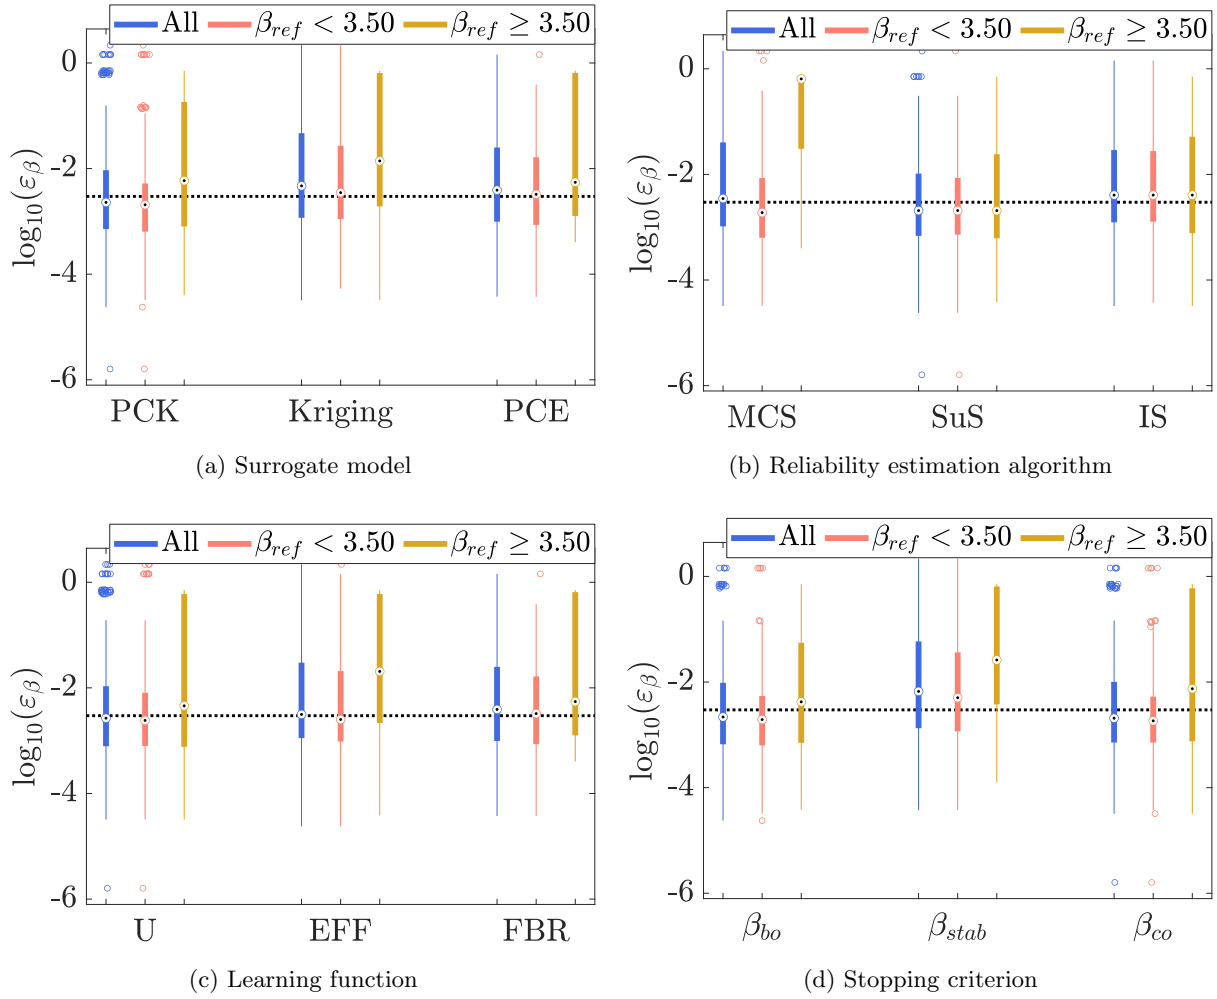 All β_ref < 3.50 β_ref ≥ 3.50
0
-2
-4
-6
log₁₀(ε_β)
PCK Kriging PCE
(a) Surrogate model
All β_ref < 3.50 β_ref ≥ 3.50
0
-2
-4
-6
log₁₀(ε_β)
MCS SuS IS
(b) Reliability estimation algorithm
All β_ref < 3.50 β_ref ≥ 3.50
0
-2
-4
-6
log₁₀(ε_β)
U EFF FBR
(c) Learning function
All β_ref < 3.50 β_ref ≥ 3.50
0
-2
-4
-6
log₁₀(ε_β)
β_bo β_stab β_co
(d) Stopping criterion